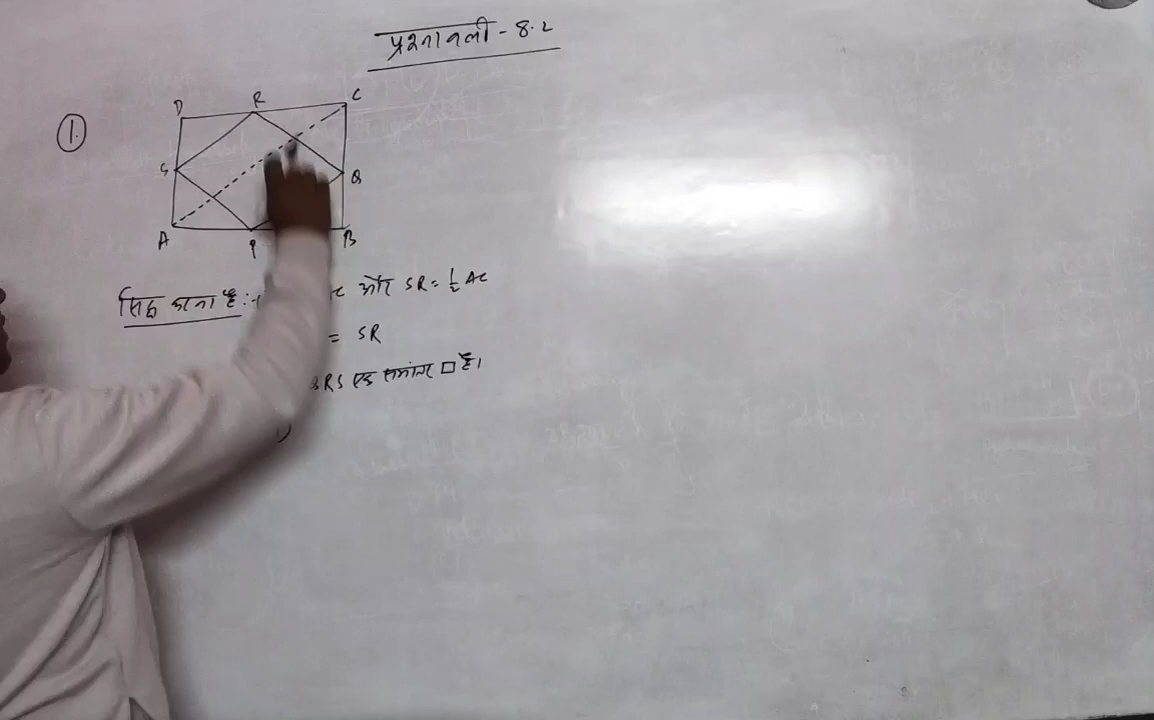 प्रश्नावली - 8.2
1.
D R C
S Q
A P B
सिद्ध करना है :- और SR = 1/2 AC
= SR
RS एक समांतर □ है।